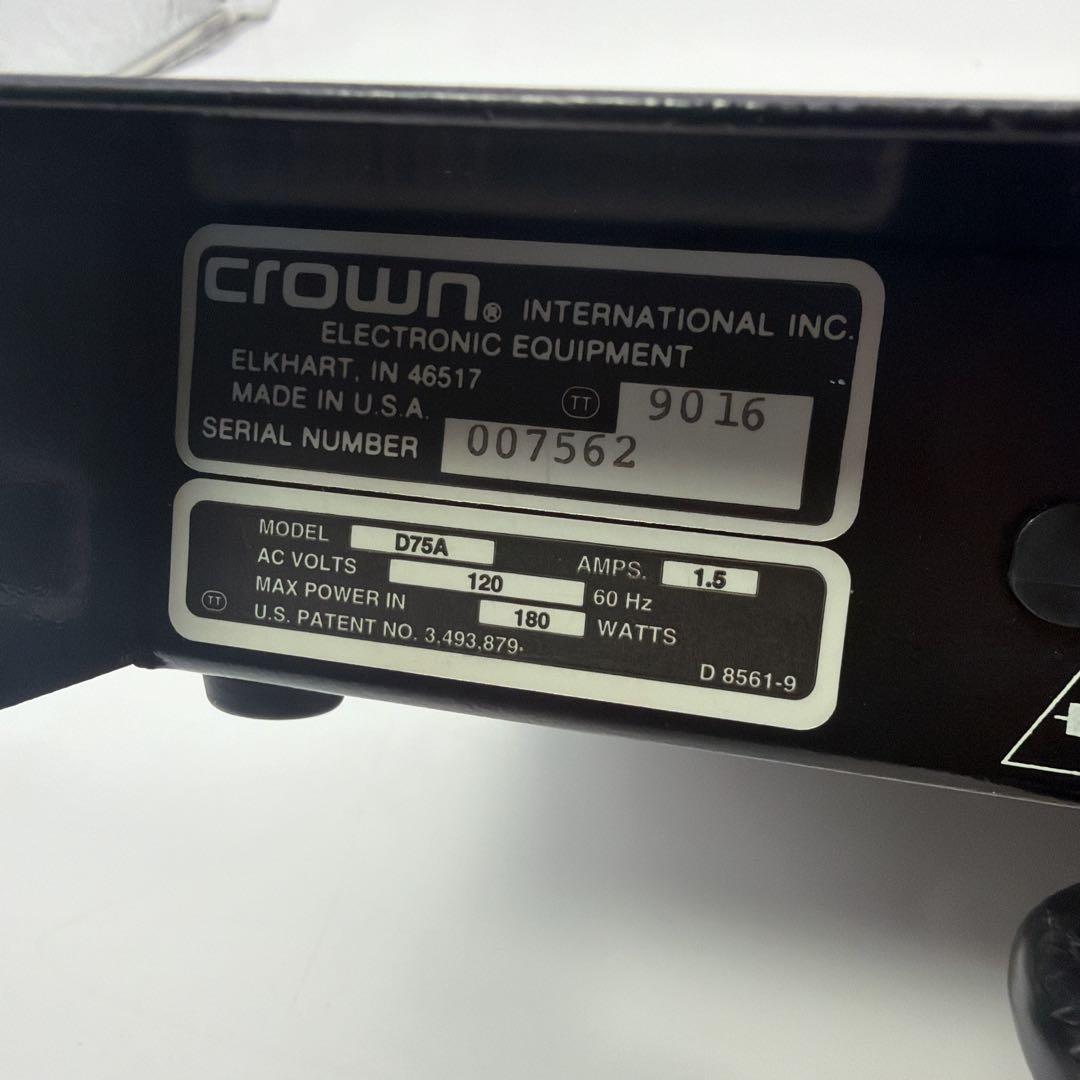 crown® INTERNATIONAL INC.
ELECTRONIC EQUIPMENT
ELKHART, IN 46517
MADE IN U.S.A. TT 9016
SERIAL NUMBER 007562
MODEL D75A AMPS. 1.5
AC VOLTS 120 60 Hz
MAX POWER IN 180 WATTS
TT U.S. PATENT NO. 3,493,879.
D 8561-9